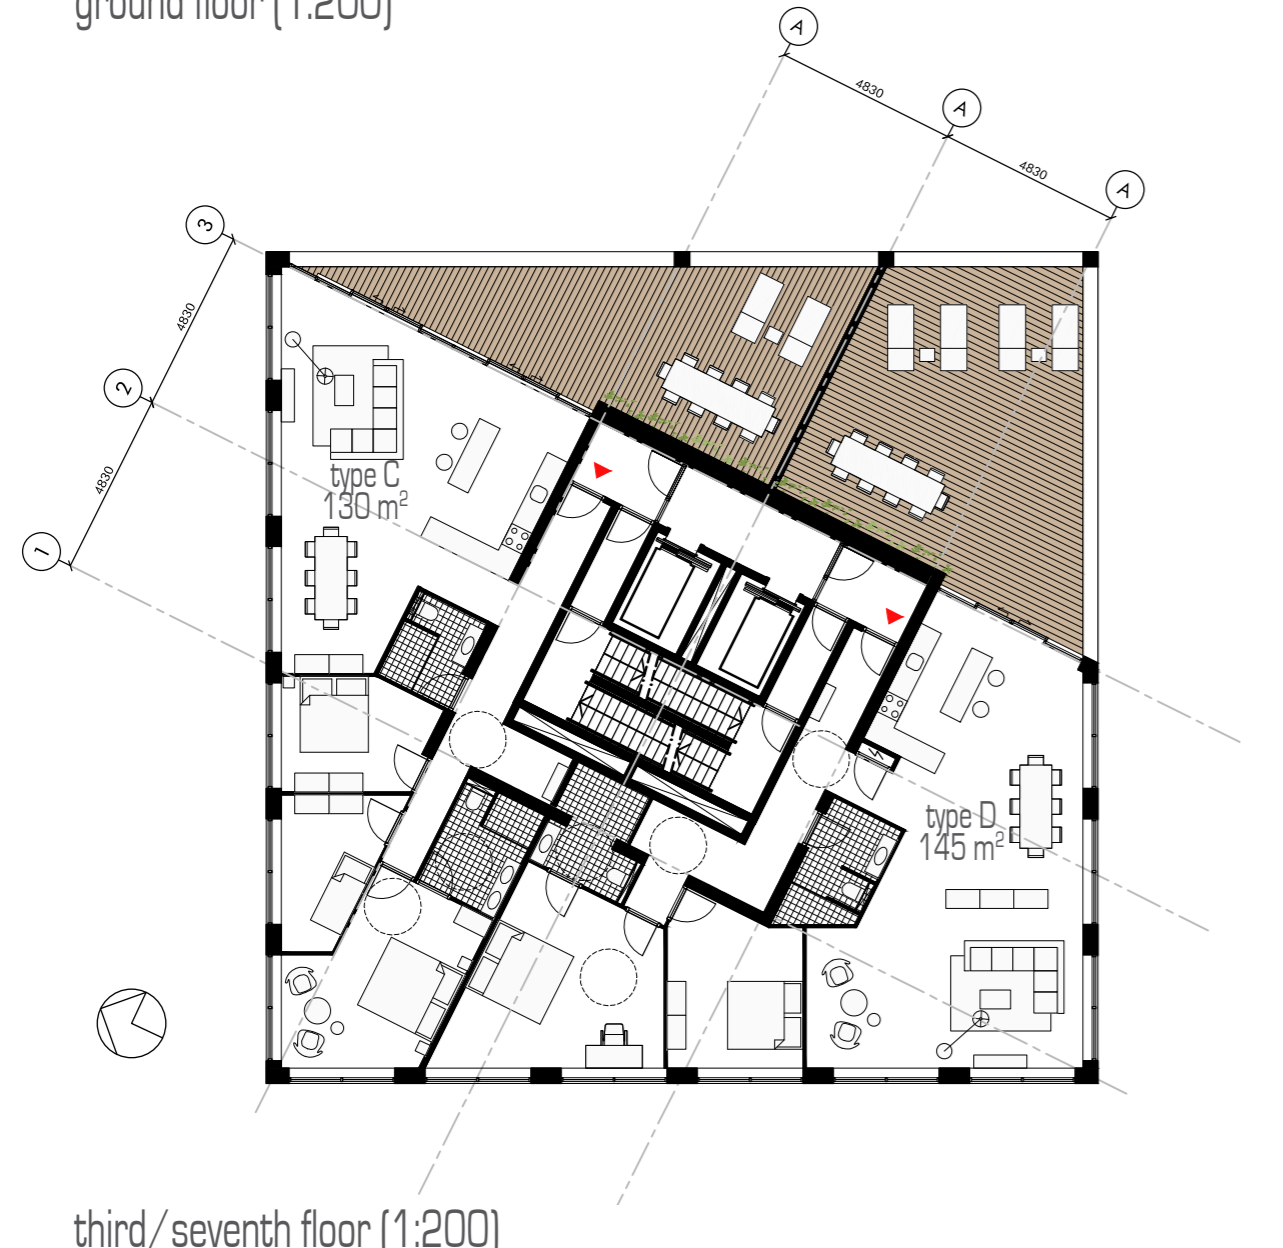 ground floor (1:200)
A
4830
A
4830
A
3
4830
2
4830
1
type C
130 m²
type D
145 m²
third/seventh floor (1:200)